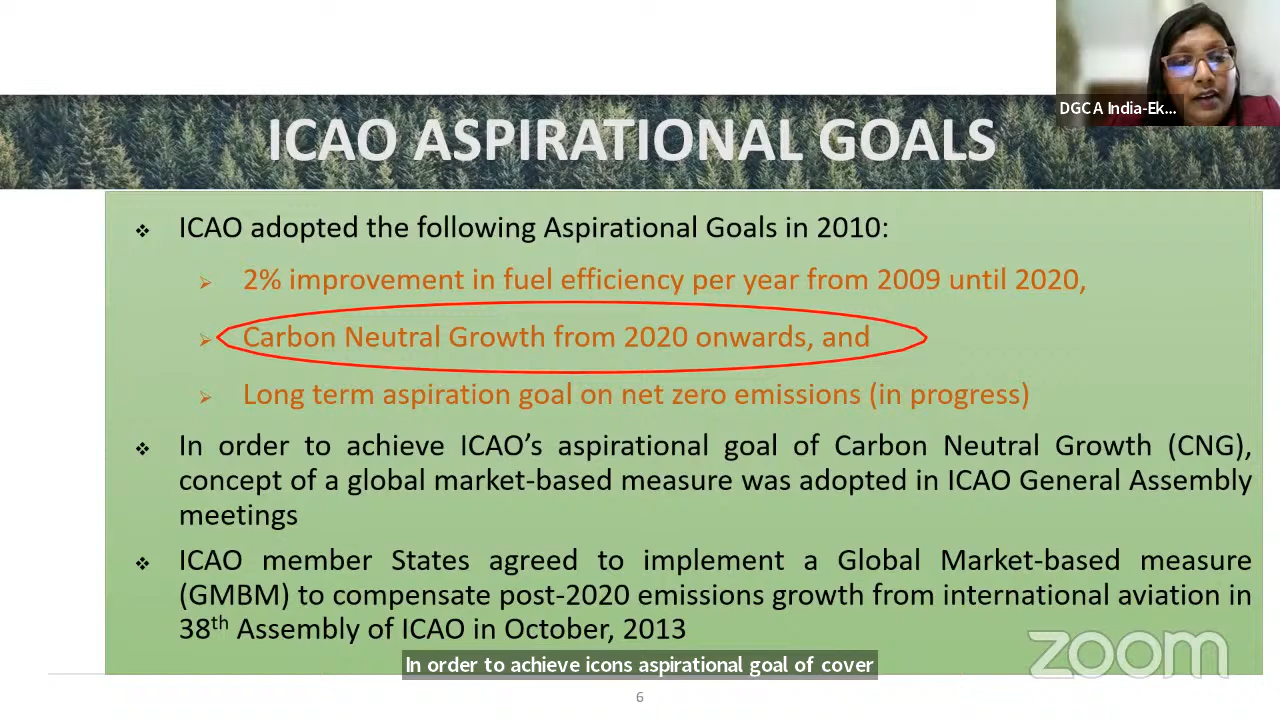 DGCA India-Ek...
ICAO ASPIRATIONAL GOALS
❖ ICAO adopted the following Aspirational Goals in 2010:
➢ 2% improvement in fuel efficiency per year from 2009 until 2020,
➢ Carbon Neutral Growth from 2020 onwards, and
➢ Long term aspiration goal on net zero emissions (in progress)
❖ In order to achieve ICAO’s aspirational goal of Carbon Neutral Growth (CNG),
concept of a global market-based measure was adopted in ICAO General Assembly
meetings
❖ ICAO member States agreed to implement a Global Market-based measure
(GMBM) to compensate post-2020 emissions growth from international aviation in
38th Assembly of ICAO in October, 2013
zoom
In order to achieve icons aspirational goal of cover
6